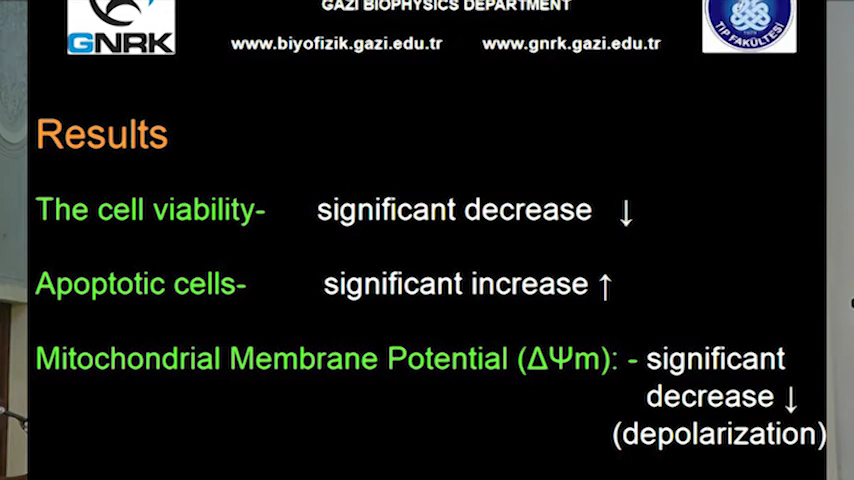 GAZI BIOPHYSICS DEPARTMENT
GNRK
www.biyofizik.gazi.edu.tr www.gnrk.gazi.edu.tr
TIP FAKÜLTESİ
Results
The cell viability- significant decrease ↓
Apoptotic cells- significant increase ↑
Mitochondrial Membrane Potential (ΔΨm): - significant
decrease ↓
(depolarization)